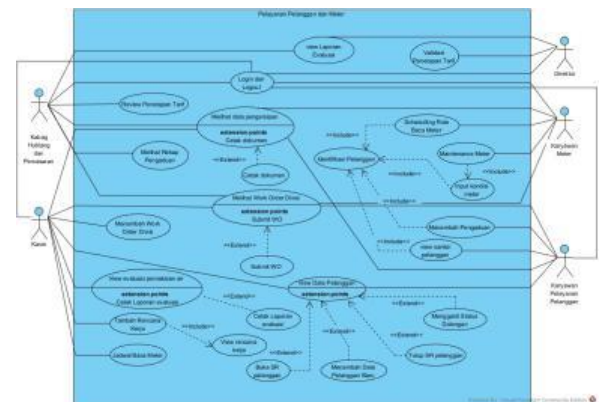 Pelayanan Pelanggan dan Meter
view Laporan
Evaluasi
Validasi
Penetapan Tarif
Direktur
Login dan
Logout
Review Penetapan Tarif
Melihat data pengaduan
extension points
Cetak dokumen
Scheduling Rute
Baca Meter
Kabag
Hublang
dan
Pemasaran
<<Include>>
Karyawan
Meter
Melihat Rekap
Pengaduan
<<Extend>>
Identifikasi Pelanggan
Maintenance Meter
Cetak dokumen
<<Include>>
<<Include>>
Input kondisi
meter
Melihat Work Order Dinas
extension points
Submit WO
<<Include>>
Kasie
Menambah Work
Order Dinas
Menambah Pengaduan
<<Extend>>
<<Include>>
view
pelanggan
Submit WO
Karyawan
Pelayanan
Pelanggan
View evaluasi pemakaian air
extension points
Cetak Laporan evaluasi
View Data Pelanggan
extension points
<<Extend>>
<<Extend>>
Mengganti Status
Golongan
Tambah Rencana
Kerja
Cetak Laporan
evaluasi
<<Include>>
<<Extend>>
View rencana
kerja
<<Extend>>
<<Extend>>
Tutup SR pelanggan
Jadwal Baca Meter
Buka SR
pelanggan
Menambah Data
Pelanggan Baru